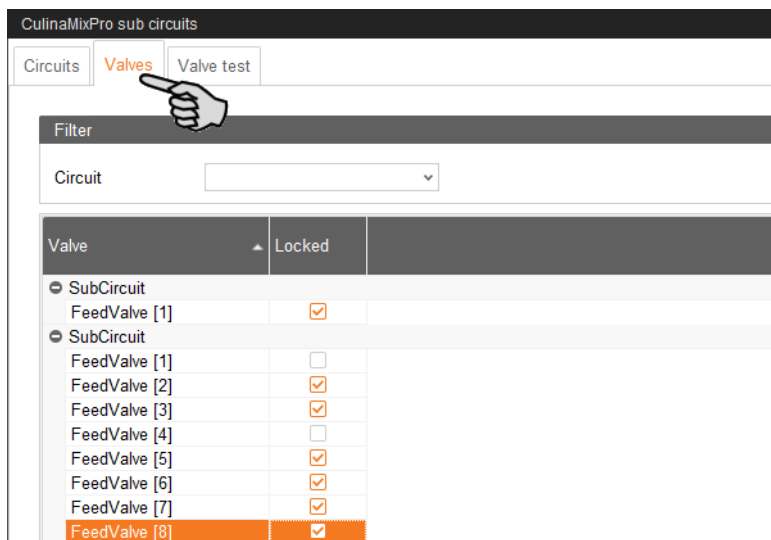 CulinaMixPro sub circuits
Circuits Valves Valve test
Filter
Circuit
Valve Locked
SubCircuit
FeedValve [1]
SubCircuit
FeedValve [1]
FeedValve [2]
FeedValve [3]
FeedValve [4]
FeedValve [5]
FeedValve [6]
FeedValve [7]
FeedValve [8]